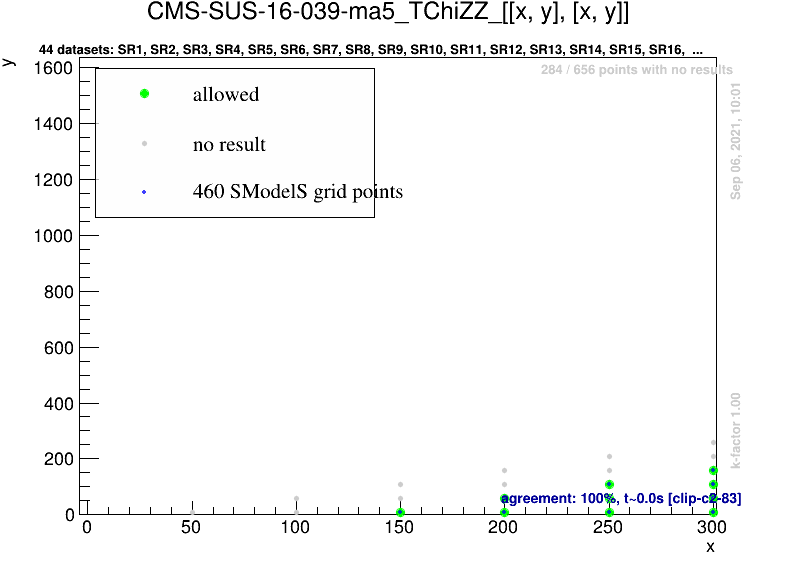 CMS-SUS-16-039-ma5_TChiZZ_[[x, y], [x, y]]
44 datasets: SR1, SR2, SR3, SR4, SR5, SR6, SR7, SR8, SR9, SR10, SR11, SR12, SR13, SR14, SR15, SR16, ...
y
284 / 656 points with no results
allowed
no result
460 SModelS grid points
Sep 06, 2021, 10:01
k-factor 1.00
1600
1400
1200
1000
800
600
400
200
0
agreement: 100%, t~0.0s [clip-c2-83]
0 50 100 150 200 250 300
x